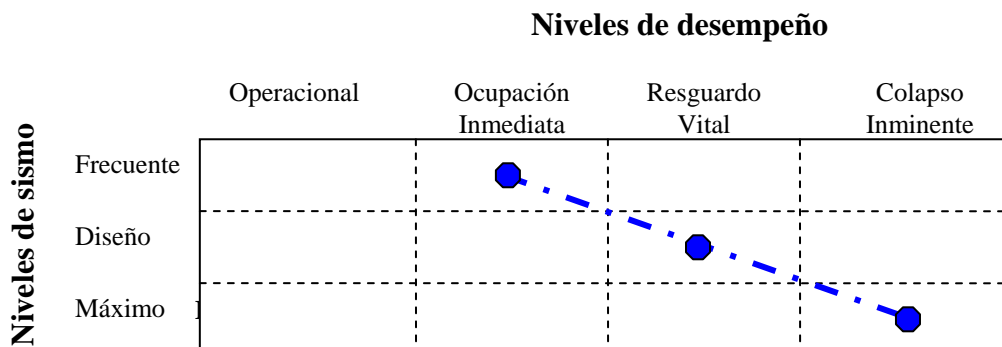 Niveles de desempeño
Operacional
Ocupación
Inmediata
Resguardo
Vital
Colapso
Inminente
Niveles de sismo
Frecuente
Diseño
Máximo